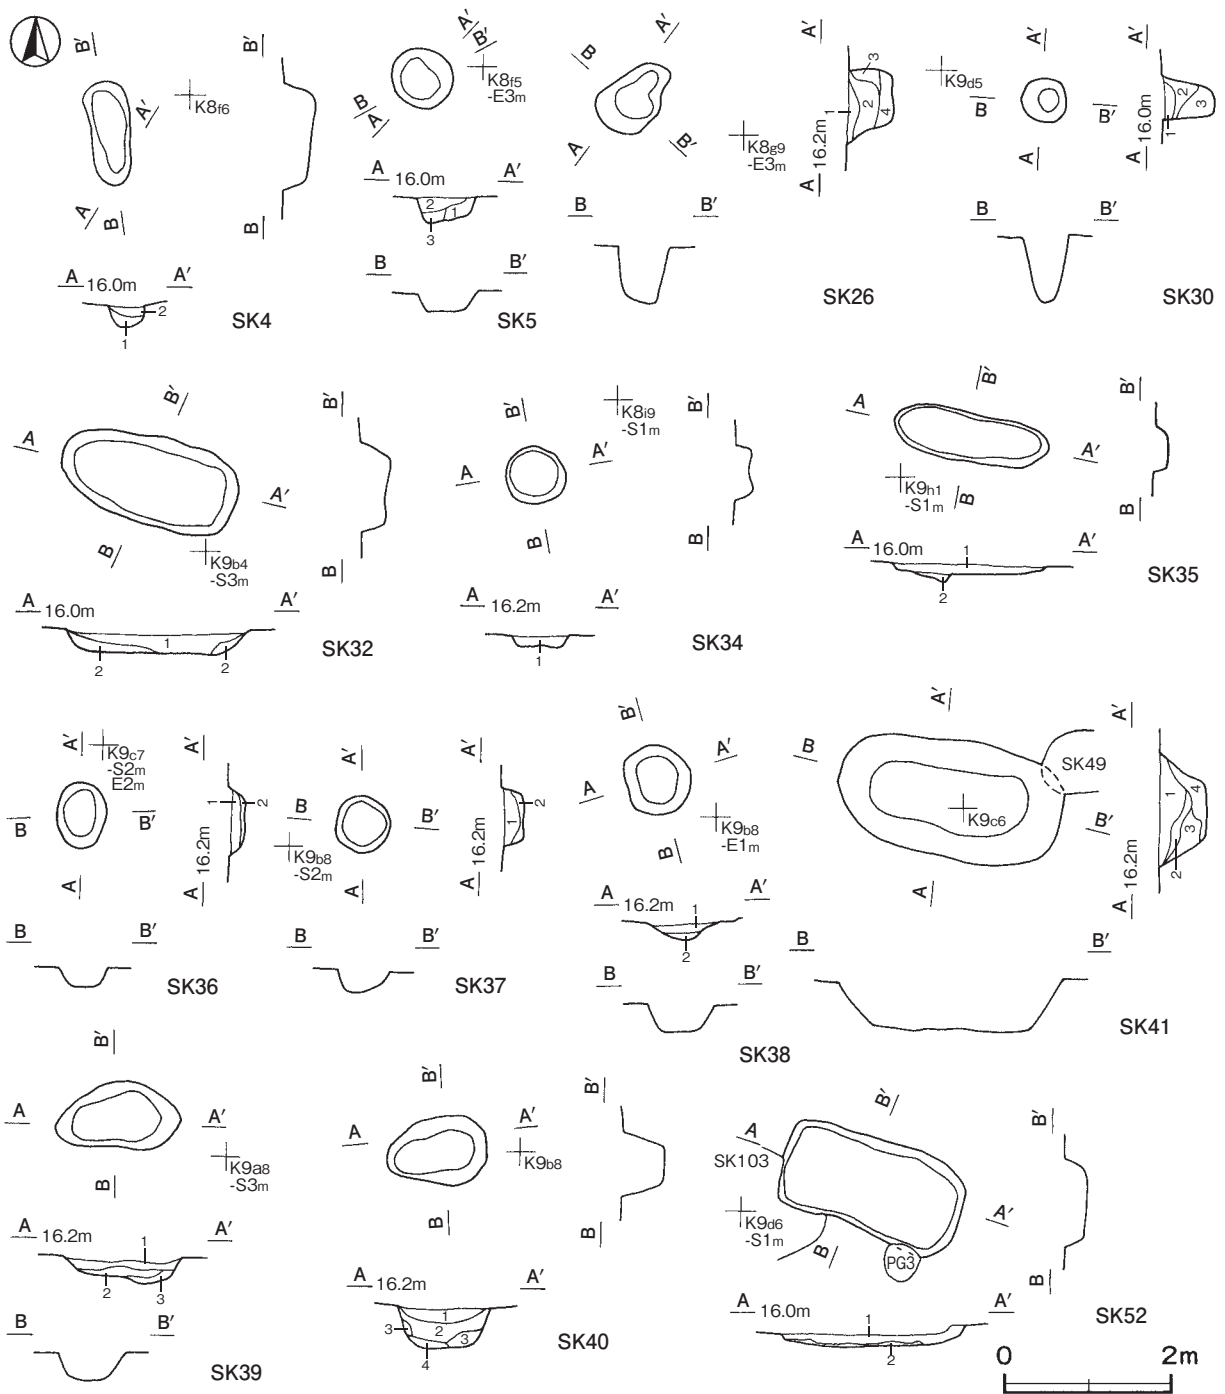 B′
A′
K8f6
A
B
B′
B
A 16.0m A′
2
1
SK4
A′
B′
K8f5
-E3m
B
A
A 16.0m A′
2
1
3
B B′
SK5
A′
B
K8g9
-E3m
A
B′
B B′
A′
3
2
4
1
16.2m
A
SK26
K9d5
A′
B B′
A
A′
2
3
1
16.0m
A
B B′
SK30
B′
A
A′
B
K9b4
-S3m
B′
B
A 16.0m A′
1
2 2
SK32
K8i9
-S1m
B′
A′
A
B
B′
B
A 16.2m A′
1
SK34
B′
A
A′
K9h1
-S1m
B
B′
B
A 16.0m A′
1
2
SK35
A′
K9c7
-S2m
E2m
B B′
A
A′
1 2
16.2m
A
B B′
SK36
A′
B B′
K9b8
-S2m
A
A′
2
1
16.2m
A
B B′
SK37
B′
A′
A
K9b8
-E1m
B
A 16.2m A′
1
2
B B′
SK38
A′
B
SK49
K9c6
B′
A
A′
1
4
3
2
16.2m
A
B B′
SK41
B′
A A′
K9a8
-S3m
B
A 16.2m A′
1
2 3
B B′
SK39
B′
A A′
K9b8
B
B′
B
A 16.2m A′
1
3 2 3
4
SK40
B′
A
SK103
K9d6
-S1m
A′
B
PG3
B′
B
A 16.0m A′
1
2
SK52
0 2m